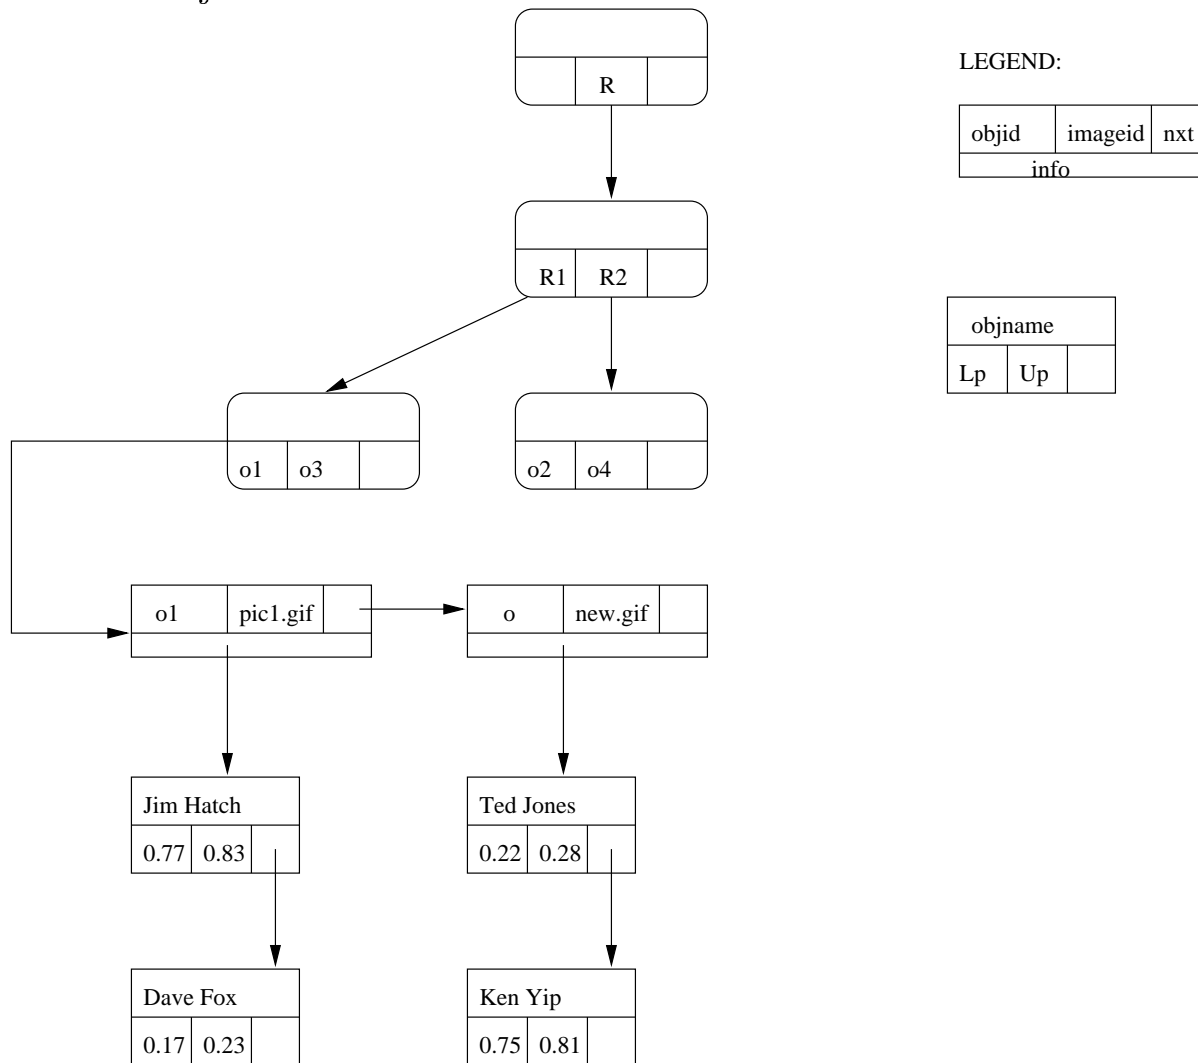 R
LEGEND:
objid imageid nxt
info
R1 R2
objname
Lp Up
o1 o3
o2 o4
o1 pic1.gif
o new.gif
Jim Hatch
0.77 0.83
Ted Jones
0.22 0.28
Dave Fox
0.17 0.23
Ken Yip
0.75 0.81